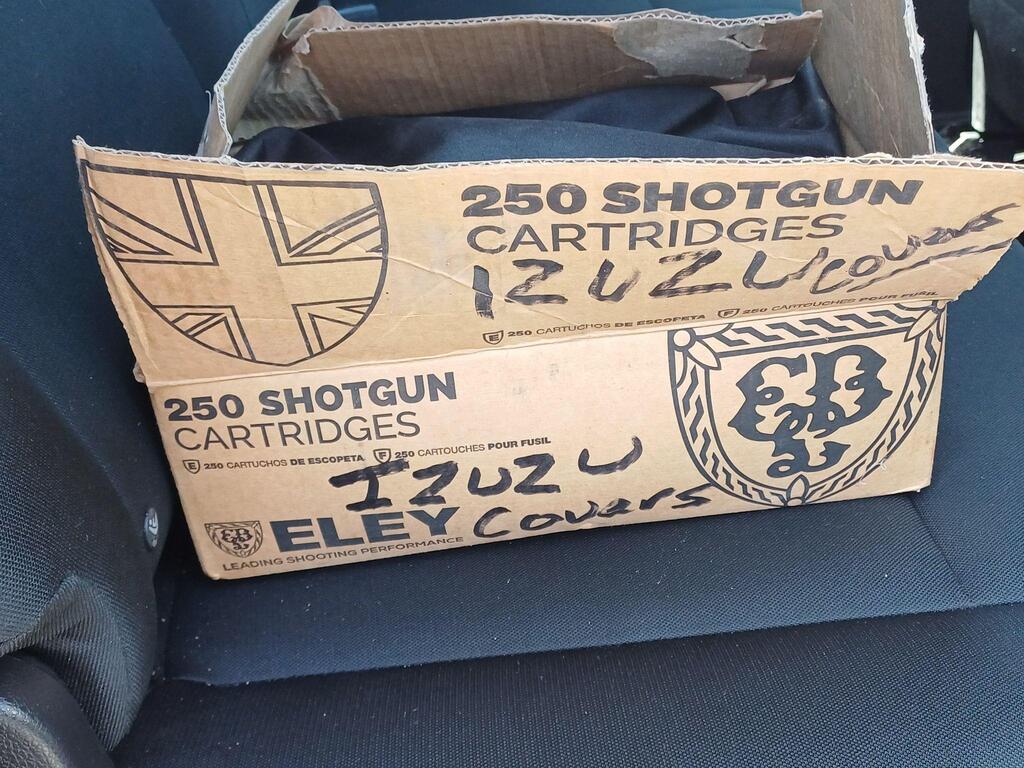 250 SHOTGUN
CARTRIDGES
IZUZU covers
E 250 CARTUCHOS DE ESCOPETA F 250 CARTOUCHES POUR FUSIL
250 SHOTGUN
CARTRIDGES
E 250 CARTUCHOS DE ESCOPETA F 250 CARTOUCHES POUR FUSIL
IZUZU
ELEY Covers
LEADING SHOOTING PERFORMANCE